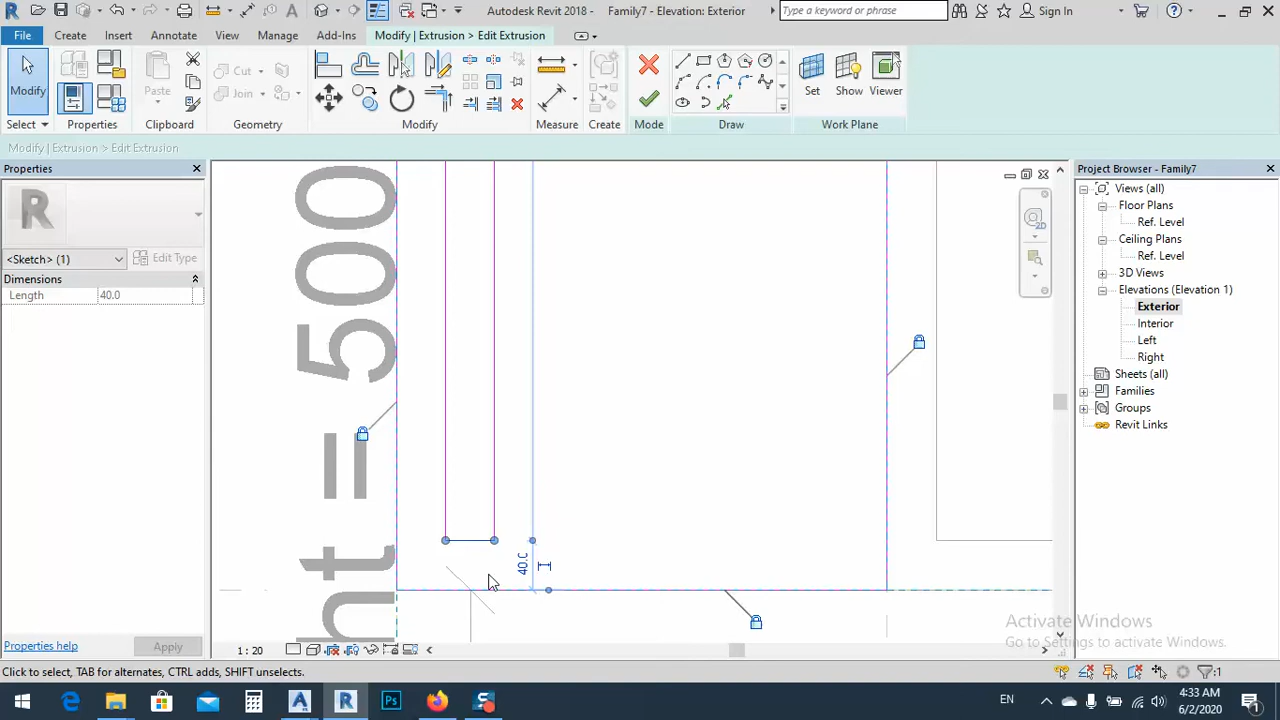 Autodesk Revit 2018 - Family7 - Elevation: Exterior
Type a keyword or phrase
Sign In
File
Create
Insert
Annotate
View
Manage
Add-Ins
Modify | Extrusion > Edit Extrusion
Modify
Paste
Cut
Join
Set
Show
Viewer
Select
Properties
Clipboard
Geometry
Modify
Measure
Create
Mode
Draw
Work Plane
Modify | Extrusion > Edit Extrusion
Properties
<Sketch> (1)
Edit Type
Dimensions
Length
40.0
Properties help
Apply
ht = 500
40.0
1 : 20
Project Browser - Family7
Views (all)
Floor Plans
Ref. Level
Ceiling Plans
Ref. Level
3D Views
Elevations (Elevation 1)
Exterior
Interior
Left
Right
Sheets (all)
Families
Groups
Revit Links
Activate Windows
Go to Settings to activate Windows.
Click to select, TAB for alternates, CTRL adds, SHIFT unselects.
:1
EN
4:33 AM
6/2/2020